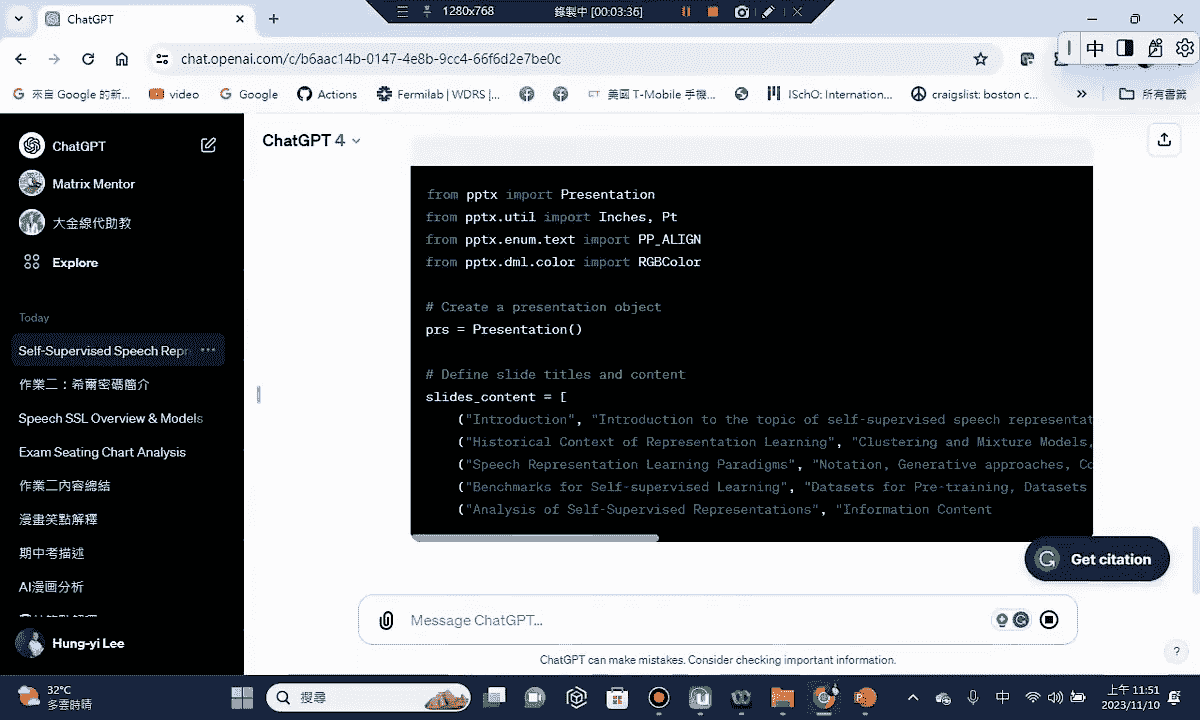 1280x768
錄製中 [00:03:36]
ChatGPT
中
chat.openai.com/c/b6aac14b-0147-4e8b-9cc4-66f6d2e7be0c
來自 Google 的新...
video
Google
Actions
Fermilab | WDRS |...
美國 T-Mobile 手機...
ISchO: Internation...
craigslist: boston c...
所有書籤
ChatGPT
Matrix Mentor
大金線代助教
Explore
Today
Self-Supervised Speech Repr
作業二：希爾密碼簡介
Speech SSL Overview & Models
Exam Seating Chart Analysis
作業二內容總結
漫畫笑點解釋
期中考描述
AI漫画分析
Hung-yi Lee
ChatGPT 4
from pptx import Presentation
from pptx.util import Inches, Pt
from pptx.enum.text import PP_ALIGN
from pptx.dml.color import RGBColor
# Create a presentation object
prs = Presentation()
# Define slide titles and content
slides_content = [
("Introduction", "Introduction to the topic of self-supervised speech representat
("Historical Context of Representation Learning", "Clustering and Mixture Models,
("Speech Representation Learning Paradigms", "Notation, Generative approaches, Co
("Benchmarks for Self-supervised Learning", "Datasets for Pre-training, Datasets
("Analysis of Self-Supervised Representations", "Information Content
Get citation
Message ChatGPT...
ChatGPT can make mistakes. Consider checking important information.
?
32°C
多雲時晴
搜尋
中
上午 11:51
2023/11/10